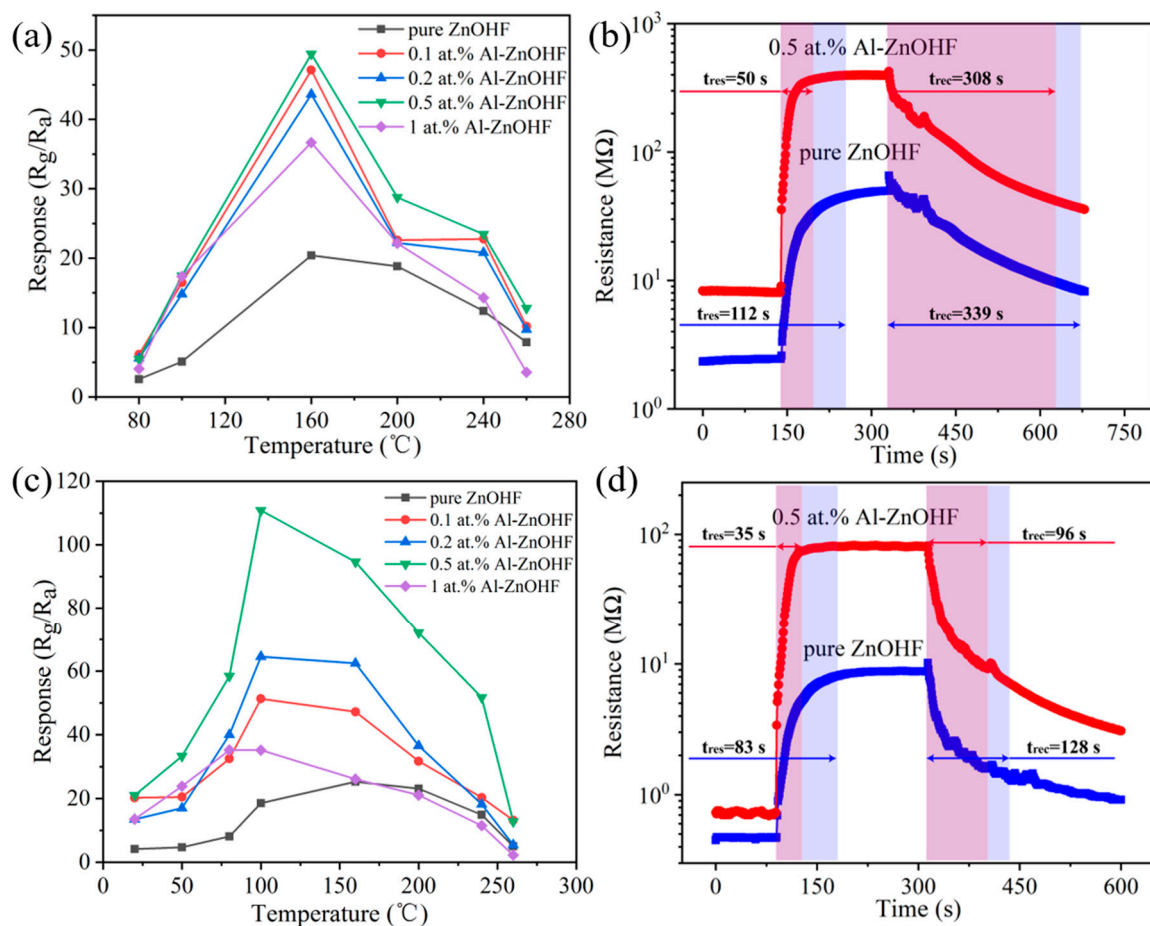 (a)
pure ZnOHF
0.1 at.% Al-ZnOHF
0.2 at.% Al-ZnOHF
0.5 at.% Al-ZnOHF
1 at.% Al-ZnOHF
50
40
30
20
10
0
Response (Rg/Ra)
80
120
160
200
240
280
Temperature (℃)
(b)
0.5 at.% Al-ZnOHF
tres=50 s
trec=308 s
pure ZnOHF
tres=112 s
trec=339 s
10³
10²
10¹
10⁰
Resistance (MΩ)
0
150
300
450
600
750
Time (s)
(c)
pure ZnOHF
0.1 at.% Al-ZnOHF
0.2 at.% Al-ZnOHF
0.5 at.% Al-ZnOHF
1 at.% Al-ZnOHF
120
100
80
60
40
20
0
Response (Rg/Ra)
0
50
100
150
200
250
300
Temperature (℃)
(d)
0.5 at.% Al-ZnOHF
tres=35 s
trec=96 s
pure ZnOHF
tres=83 s
trec=128 s
10²
10¹
10⁰
Resistance (MΩ)
0
150
300
450
600
Time (s)